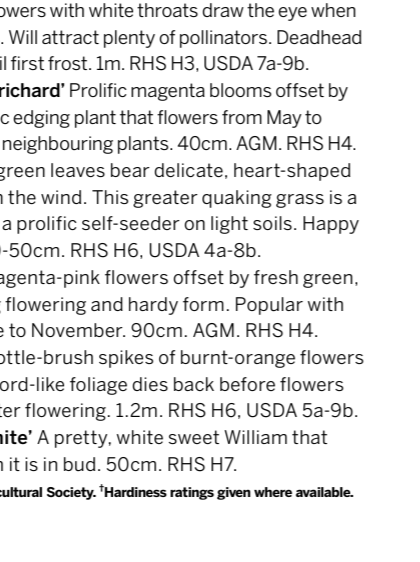 owers with white throats draw the eye when
. Will attract plenty of pollinators. Deadhead
il first frost. 1m. RHS H3, USDA 7a-9b.
richard’ Prolific magenta blooms offset by
c edging plant that flowers from May to
neighbouring plants. 40cm. AGM. RHS H4.
green leaves bear delicate, heart-shaped
n the wind. This greater quaking grass is a
a prolific self-seeder on light soils. Happy
0-50cm. RHS H6, USDA 4a-8b.
agenta-pink flowers offset by fresh green,
g flowering and hardy form. Popular with
e to November. 90cm. AGM. RHS H4.
ottle-brush spikes of burnt-orange flowers
ord-like foliage dies back before flowers
ter flowering. 1.2m. RHS H6, USDA 5a-9b.
hite’ A pretty, white sweet William that
n it is in bud. 50cm. RHS H7.
cultural Society. †Hardiness ratings given where available.